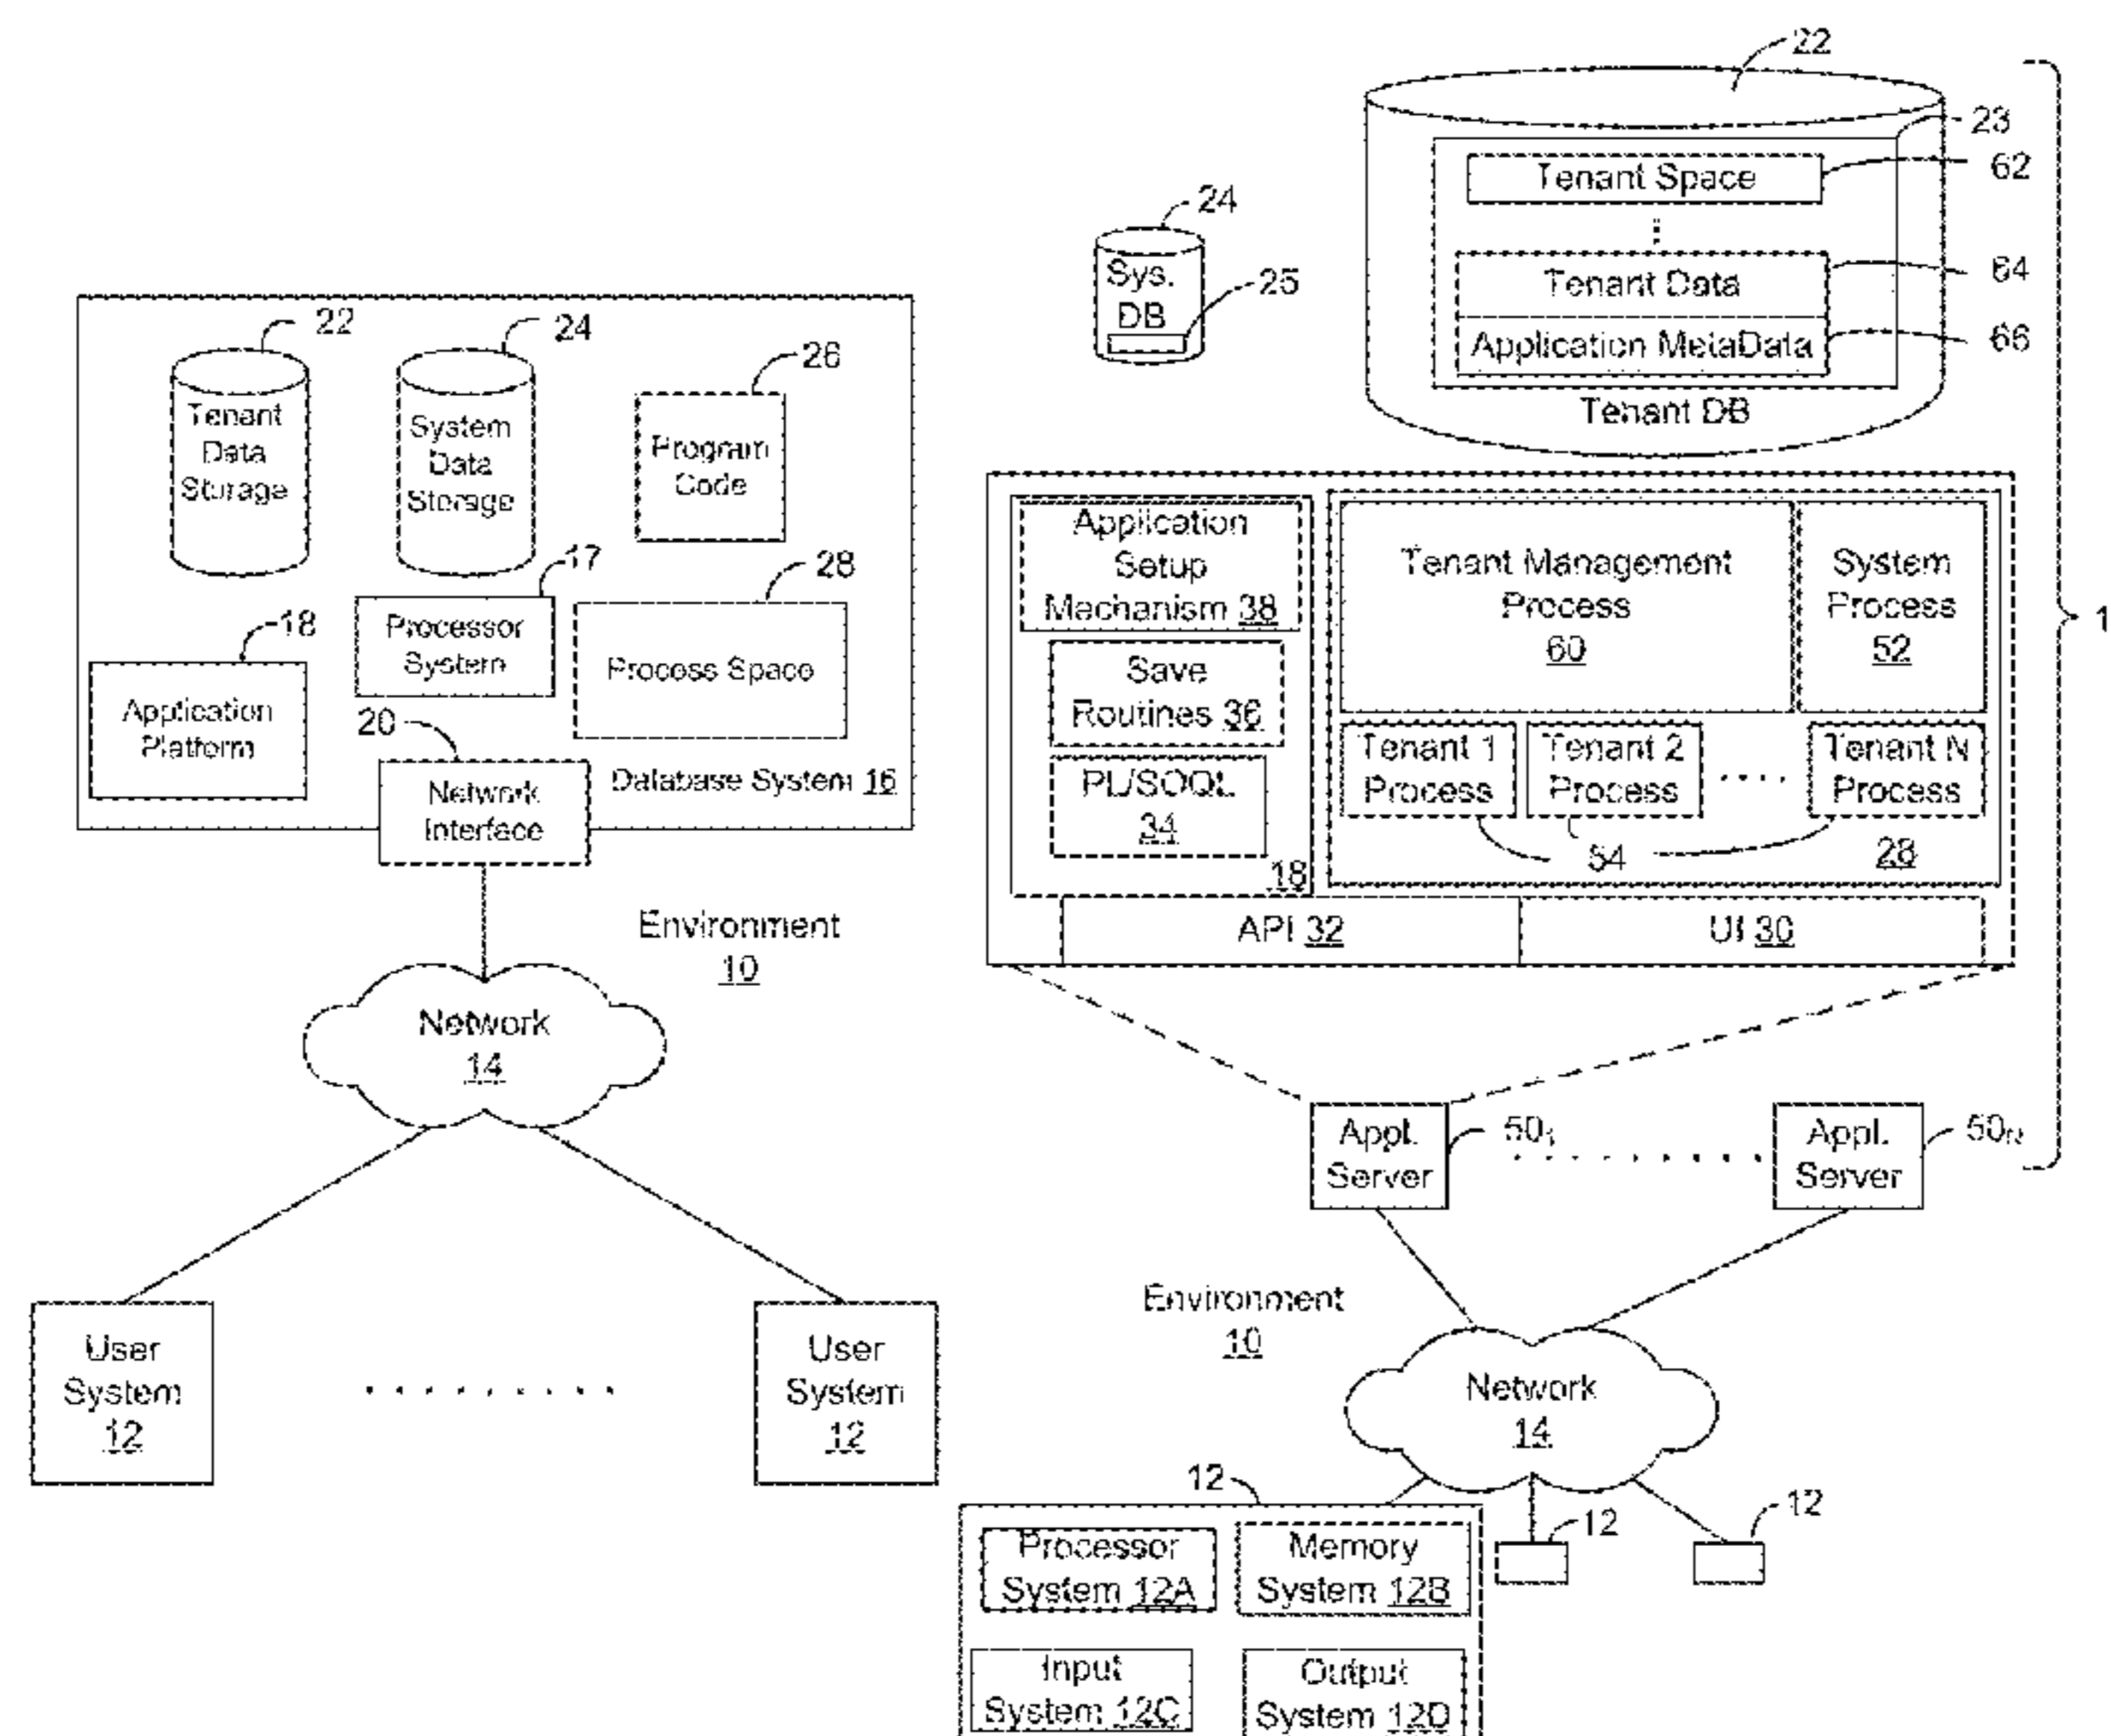 22
24
26
Tenant
Data
Storage
System
Data
Storage
Program
Code
17
28
18
Processor
System
Process Space
Application
Platform
20
Network
Interface
Database System 16
Environment
10
Network
14
User
System
12
User
System
12
22
23
Tenant Space
62
24
Sys.
DB
25
Tenant Data
64
Application MetaData
66
Tenant DB
1
Application
Setup
Mechanism 38
Tenant Management
Process
60
System
Process
52
Save
Routines 36
PL/SOQL
34
18
Tenant 1
Process
Tenant 2
Process
Tenant N
Process
54
28
API 32
UI 30
Appl.
Server
50₁
Appl.
Server
50ₙ
Environment
10
Network
14
12
12
12
Processor
System 12A
Memory
System 12B
Input
System 12C
Output
System 12D